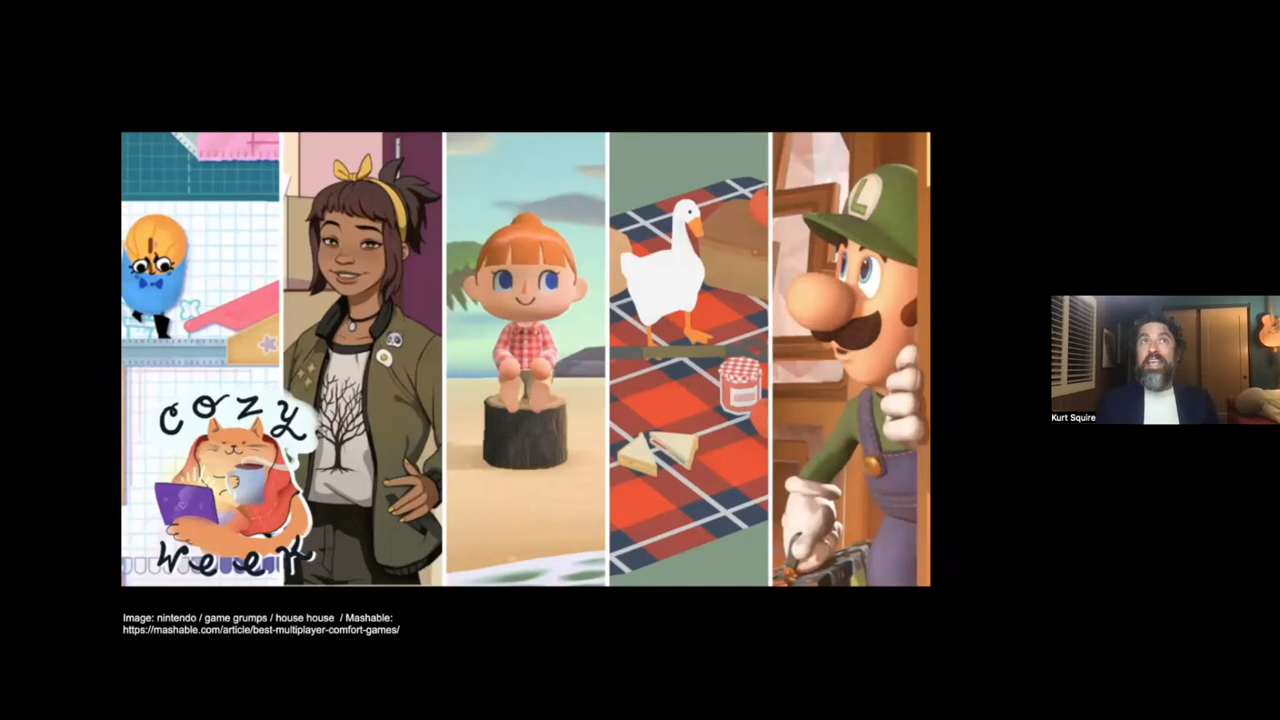 L
COZY
Week
Image: nintendo / game grumps / house house / Mashable:
https://mashable.com/article/best-multiplayer-comfort-games/
Kurt Squire